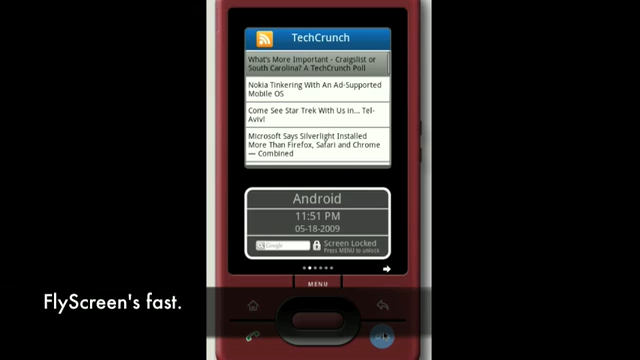 TechCrunch
What's More Important - Craigslist or
South Carolina? A TechCrunch Poll
Nokia Tinkering With An Ad-Supported
Mobile OS
Come See Star Trek With Us in... Tel-
Aviv!
Microsoft Says Silverlight Installed
More Than Firefox, Safari and Chrome
— Combined
Android
11:51 PM
05-18-2009
Google
Screen Locked
Press MENU to unlock
MENU
FlyScreen's fast.